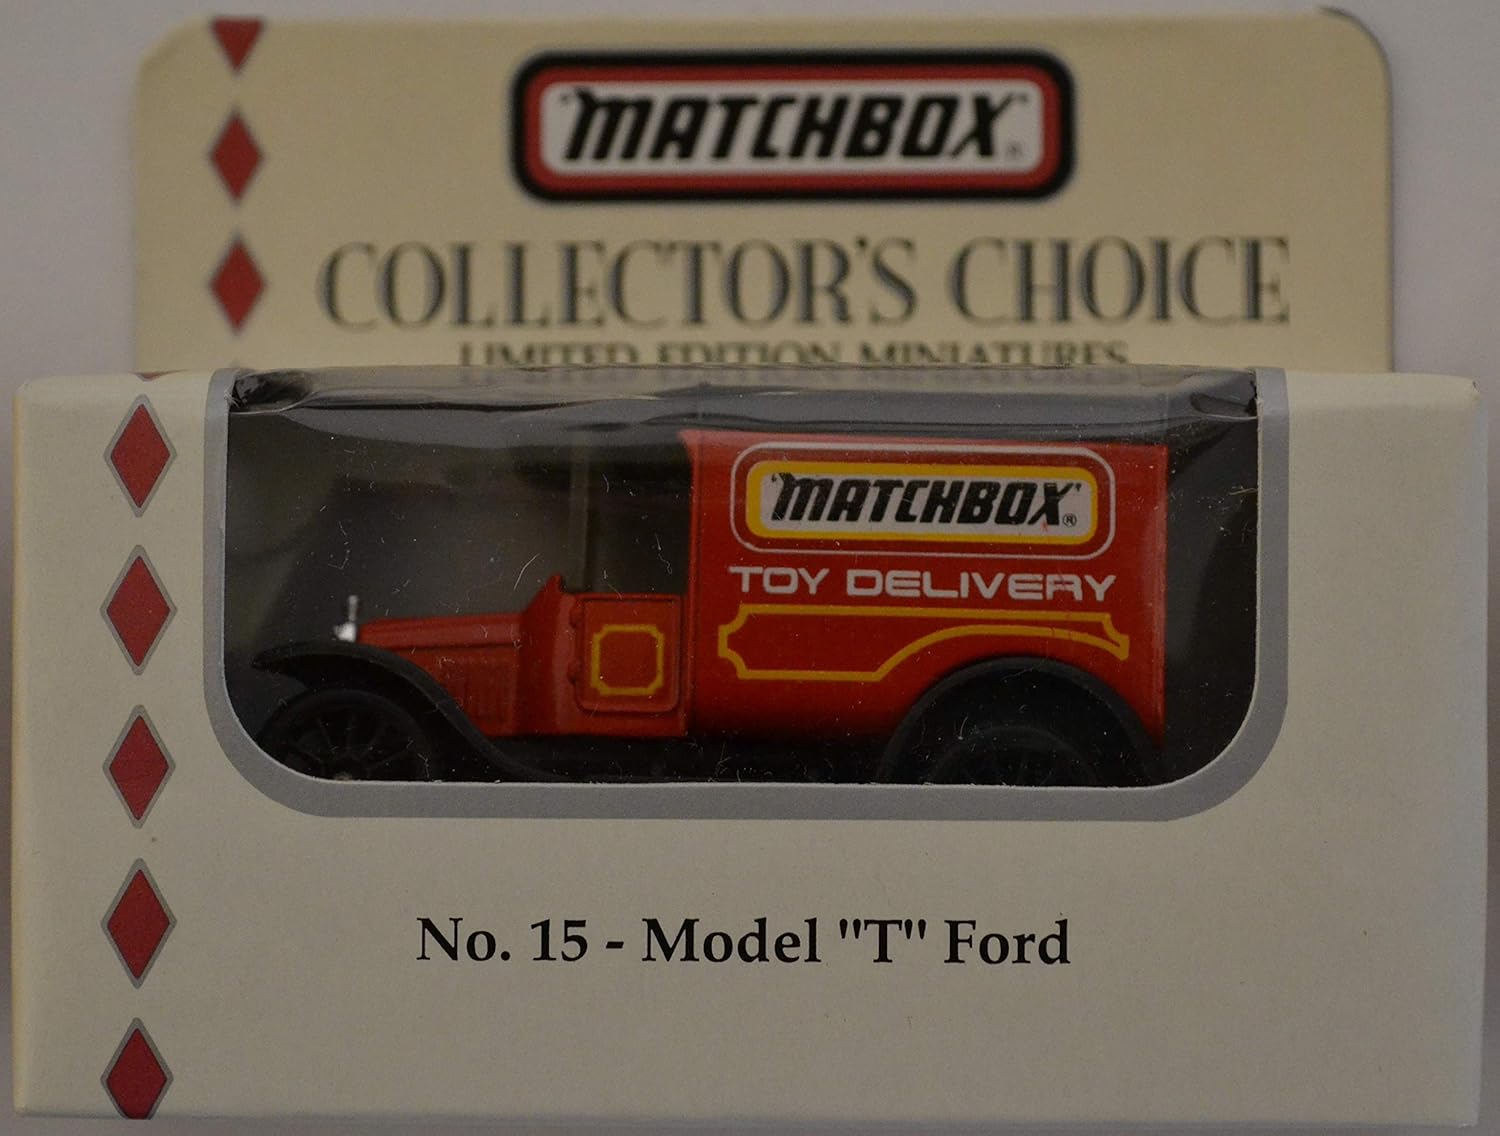 "MATCHBOX"®
COLLECTOR'S CHOICE
LIMITED EDITION MINIATURES
"MATCHBOX"®
TOY DELIVERY
No. 15 - Model "T" Ford